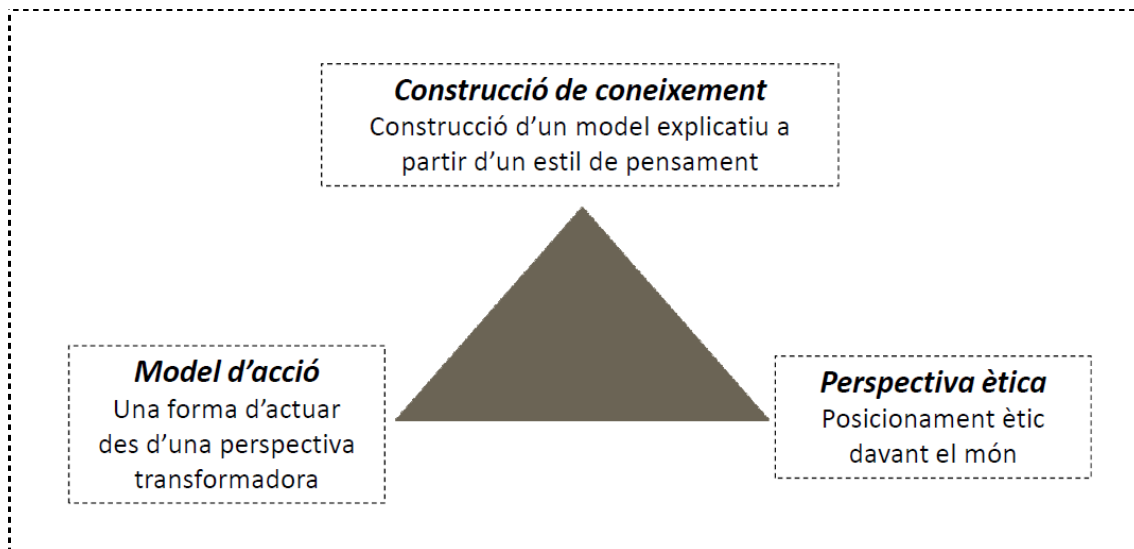 Construcció de coneixement
Construcció d'un model explicatiu a
partir d'un estil de pensament
Model d'acció
Una forma d'actuar
des d'una perspectiva
transformadora
Perspectiva ètica
Posicionament ètic
davant el món